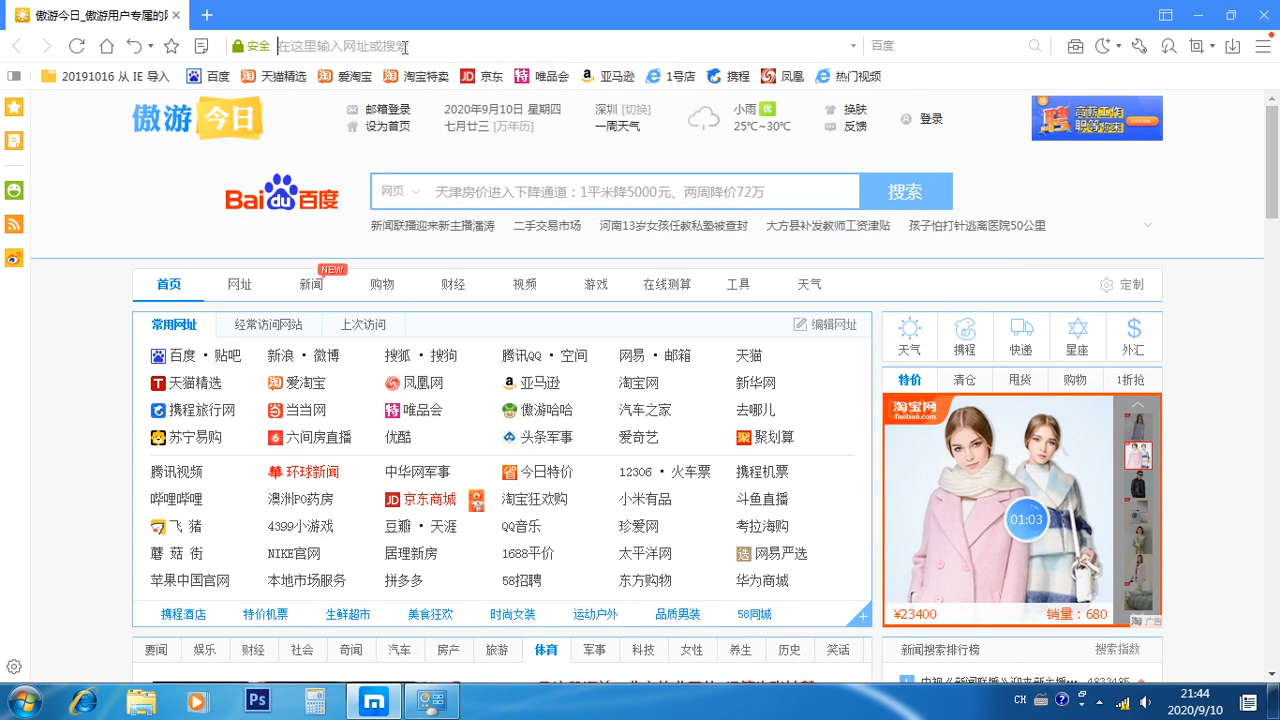 傲游今日_傲游用户专属的
安全 在这里输入网址或搜索 百度
20191016 从 IE 导入 百度 天猫精选 爱淘宝 淘宝特卖 京东 唯品会 亚马逊 1号店 携程 凤凰 热门视频
傲游 今日
邮箱登录 2020年9月10日 星期四 深圳 [切换] 小雨 优 换肤 登录
设为首页 七月廿三 [万年历] 一周天气 25℃~30℃ 反馈
聘 高薪工作
Bai du 百度 网页 天津房价进入下降通道：1平米降5000元、两周降价72万 搜索
新闻联播迎来新主播潘涛 二手交易市场 河南13岁女孩任教私塾被查封 大方县补发教师工资津贴 孩子怕打针逃离医院50公里
NEW
首页 网址 新闻 购物 财经 视频 游戏 在线测算 工具 天气 定制
常用网址 经常访问网站 上次访问 编辑网址
百度 · 贴吧 新浪 · 微博 搜狐 · 搜狗 腾讯QQ · 空间 网易 · 邮箱 天猫
天猫精选 爱淘宝 凤凰网 亚马逊 淘宝网 新华网
携程旅行网 当当网 唯品会 傲游哈哈 汽车之家 去哪儿
苏宁易购 六间房直播 优酷 头条军事 爱奇艺 聚划算
腾讯视频 环球新闻 中华网军事 今日特价 12306 · 火车票 携程机票
哔哩哔哩 澳洲PO药房 京东商城 淘宝狂欢购 小米有品 斗鱼直播
飞 猪 4399小游戏 豆瓣 · 天涯 QQ音乐 珍爱网 考拉海购
蘑 菇 街 NIKE官网 居理新房 1688平价 太平洋网 网易严选
苹果中国官网 本地市场服务 拼多多 58招聘 东方购物 华为商城
携程酒店 特价机票 生鲜超市 美食狂欢 时尚女装 运动户外 品质男装 58同城
天气 携程 快递 星座 外汇
特价 清仓 甩货 购物 1折抢
淘宝网
Taobao.com
01:03
¥23400 销量：680
淘 广告
要闻 娱乐 财经 社会 奇闻 汽车 房产 旅游 体育 军事 科技 女性 养生 历史 笑话
新闻搜索排行榜 搜索指数
CH 21:44
2020/9/10
Ps